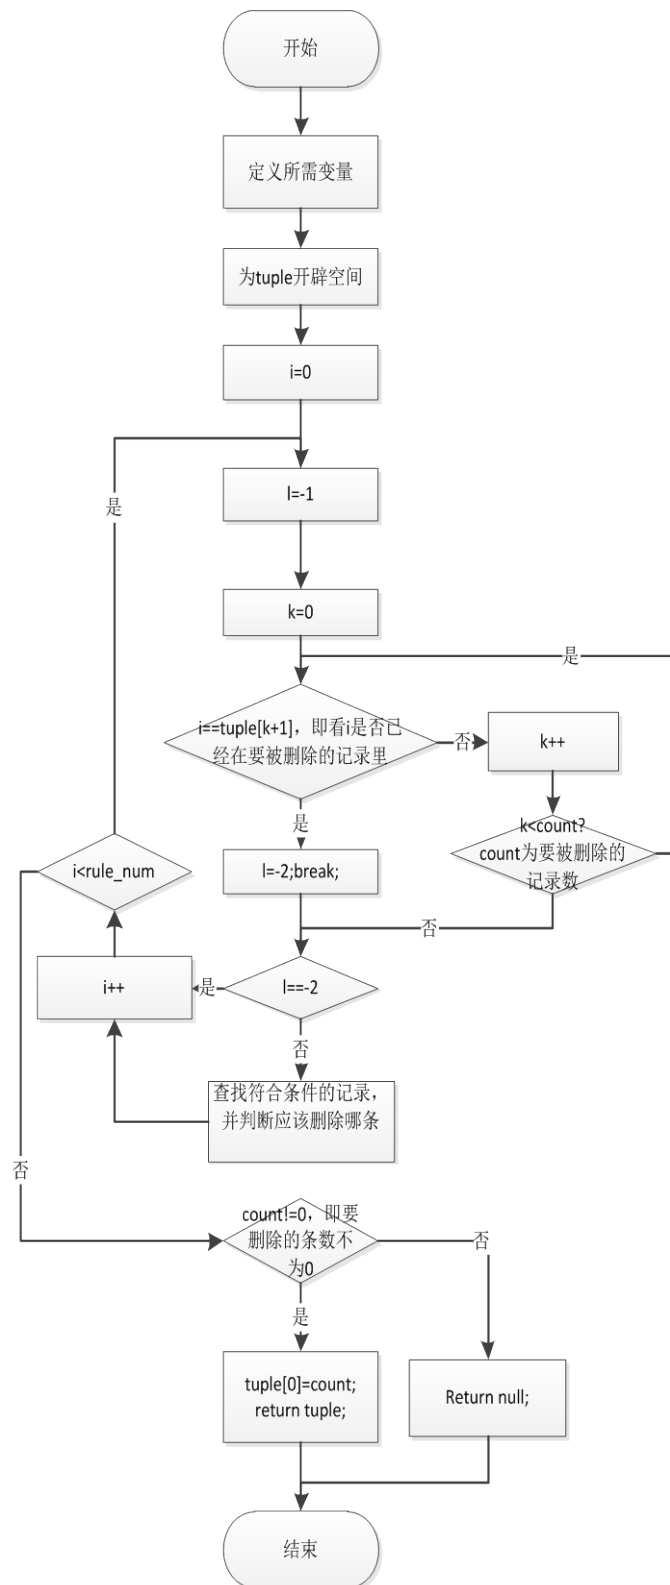 开始
定义所需变量
为tuple开辟空间
i=0
是
l=-1
k=0
是
i==tuple[k+1]，即看i是否已
经在要被删除的记录里
否
k++
是
k<count?
count为要被删除的
记录数
l=-2;break;
i<rule_num
否
l==-2
是
i++
否
查找符合条件的记录，
并判断应该删除哪条
否
count!=0，即要
删除的条数不
为0
否
是
tuple[0]=count;
return tuple;
Return null;
结束